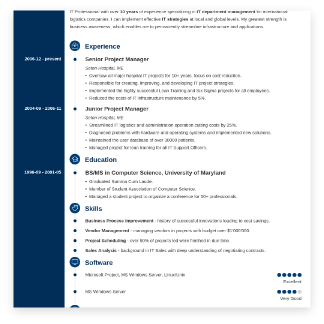 IT Professional with over 10 years of experience specializing in IT department management for international
logistics companies. I can implement effective IT strategies at local and global levels. My greatest strength is
business awareness, which enables me to permanently streamline infrastructure and applications.
Experience
2006-12 - present
Senior Project Manager
Seton Hospital, ME
• Oversaw all major hospital IT projects for 10+ years, focus on cost reduction.
• Responsible for creating, improving, and developing IT project strategies.
• Implemented the highly successful Lean Training and Six Sigma projects for all employees.
• Reduced the costs of IT infrastructure maintenance by 5%.
2004-09 - 2006-11
Junior Project Manager
Seton Hospital, ME
• Streamlined IT logistics and administration operation cutting costs by 25%.
• Diagnosed problems with hardware and operating systems and implemented new solutions.
• Maintained the user database of over 30000 patients.
• Managed project for lean training for all IT Support Officers.
Education
1996-09 - 2001-05
BS/MS in Computer Science, University of Maryland
• Graduated Summa Cum Laude.
• Member of Student Association of Computer Science.
• Managed a student project to organize a conference for 50+ professionals.
Skills
Business Process Improvement - history of successful innovations leading to cost savings.
Vendor Management - managing vendors in projects with budget over $1'000'000.
Project Scheduling - over 90% of projects led were finished in due time.
Sales Analysis - background in IT Sales with deep understanding of negotiating contracts.
Software
Microsoft Project, MS Windows Server, Linux/Unix
Excellent
MS Windows Server
Very Good